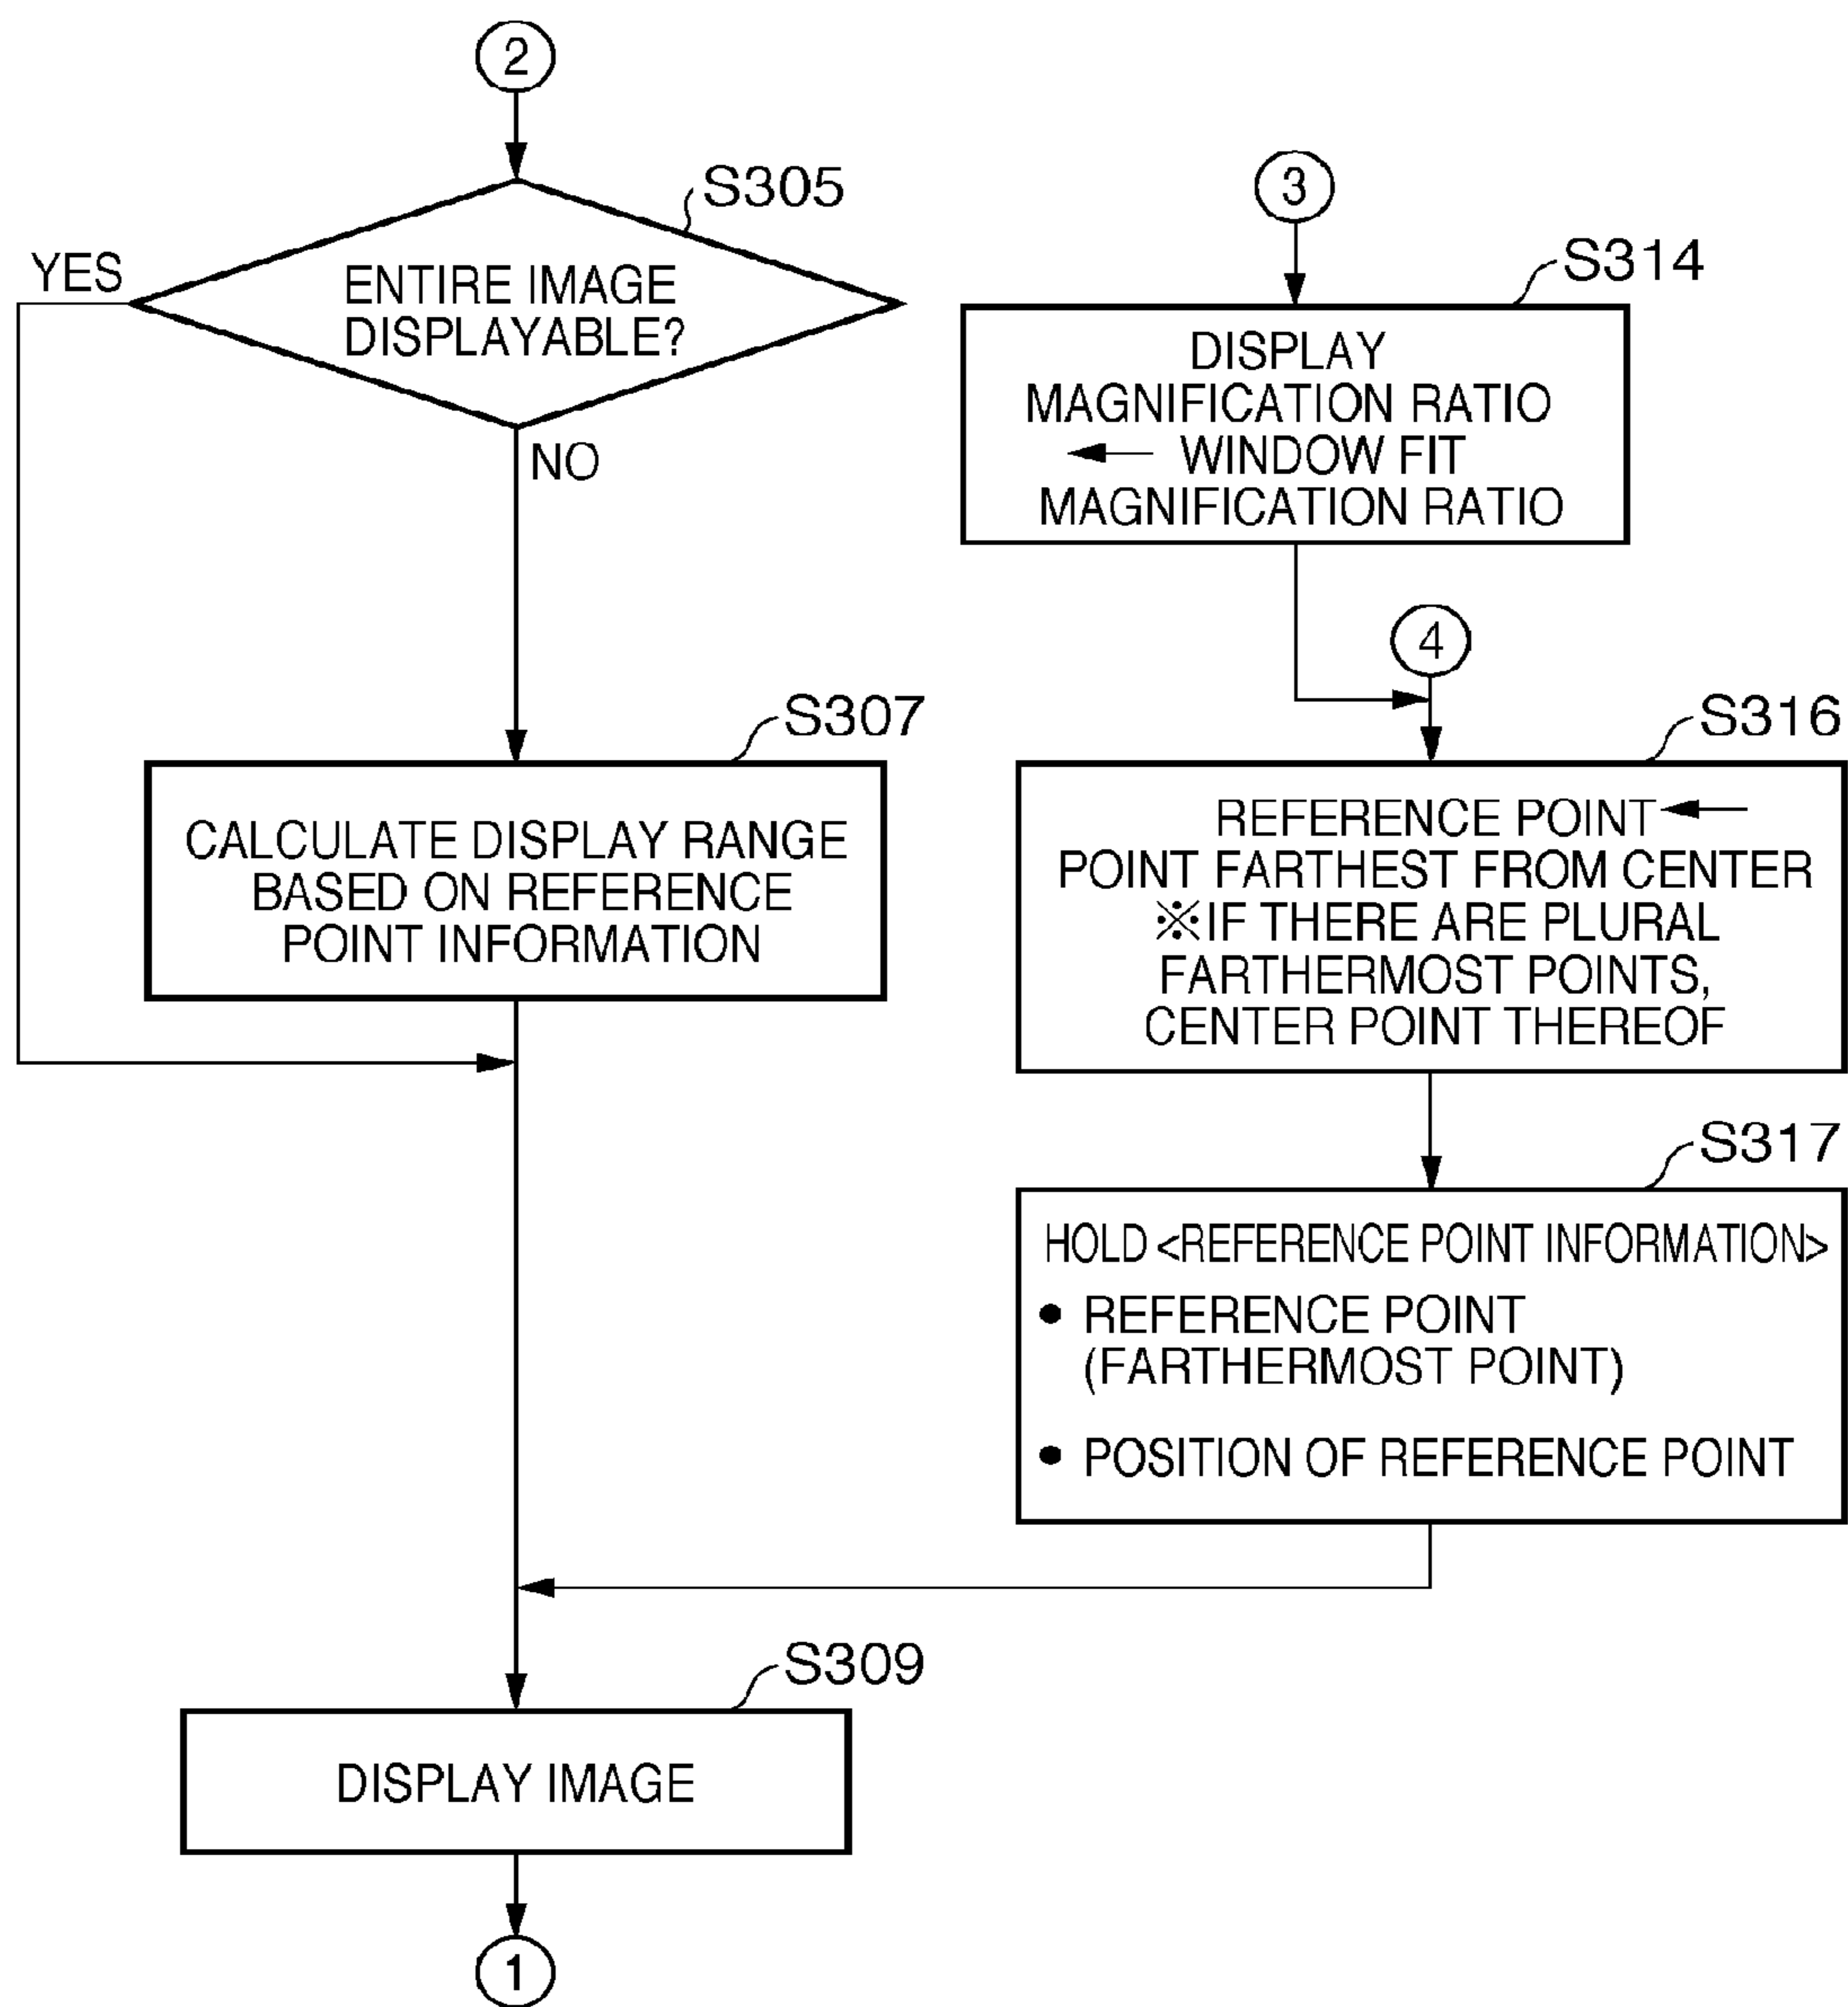 2
S305
YES
ENTIRE IMAGE
DISPLAYABLE?
NO
S307
CALCULATE DISPLAY RANGE
BASED ON REFERENCE
POINT INFORMATION
3
S314
DISPLAY
MAGNIFICATION RATIO
← WINDOW FIT
MAGNIFICATION RATIO
4
S316
REFERENCE POINT ←
POINT FARTHEST FROM CENTER
※IF THERE ARE PLURAL
FARTHERMOST POINTS,
CENTER POINT THEREOF
S317
HOLD <REFERENCE POINT INFORMATION>
• REFERENCE POINT
(FARTHERMOST POINT)
• POSITION OF REFERENCE POINT
S309
DISPLAY IMAGE
1